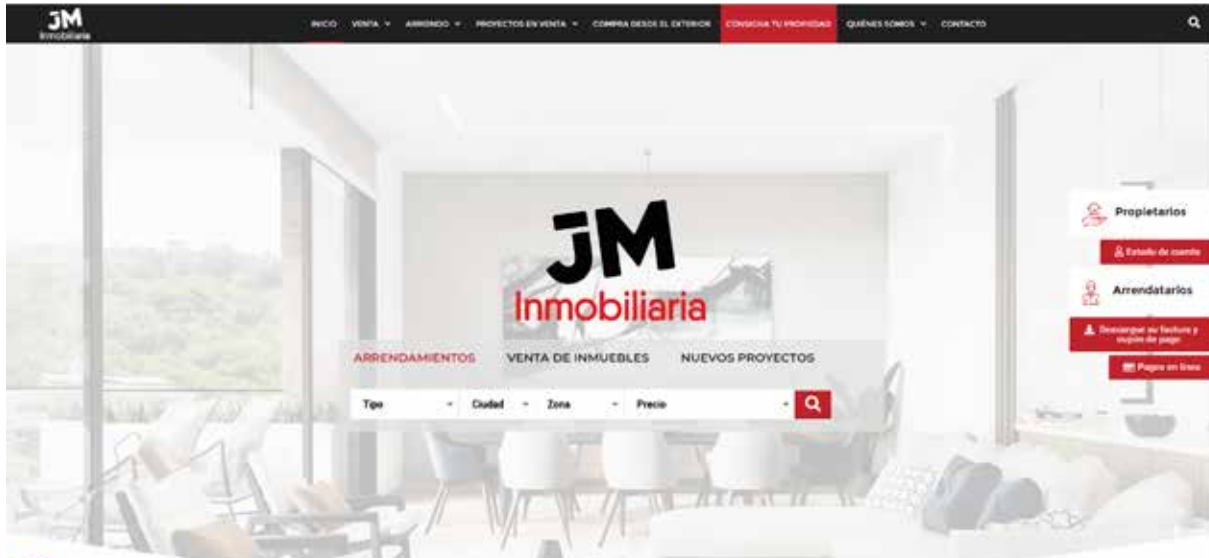 JM
Inmobiliaria
INICIO VENTA ARRIENDO PROYECTOS EN VENTA COMPRA DESDE EL EXTERIOR CONSIGNA TU PROPIEDAD QUIÉNES SOMOS CONTACTO
JM
Inmobiliaria
ARRENDAMIENTOS VENTA DE INMUEBLES NUEVOS PROYECTOS
Tipo Ciudad Zona Precio
Propietarios
Estado de cuenta
Arrendatarios
Descargue su factura y
cupón de pago
Pagos en línea